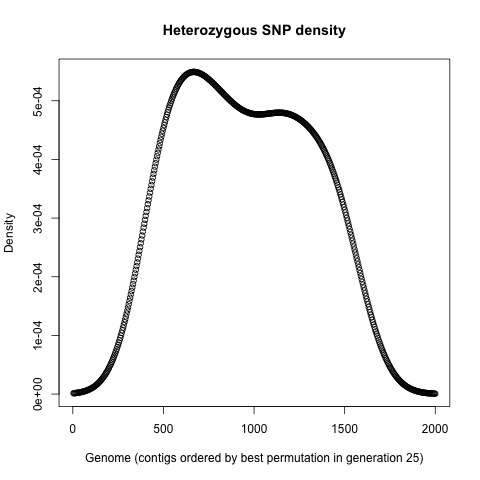 Heterozygous SNP density
Density
5e-04
4e-04
3e-04
2e-04
1e-04
0e+00
0 500 1000 1500 2000
Genome (contigs ordered by best permutation in generation 25)